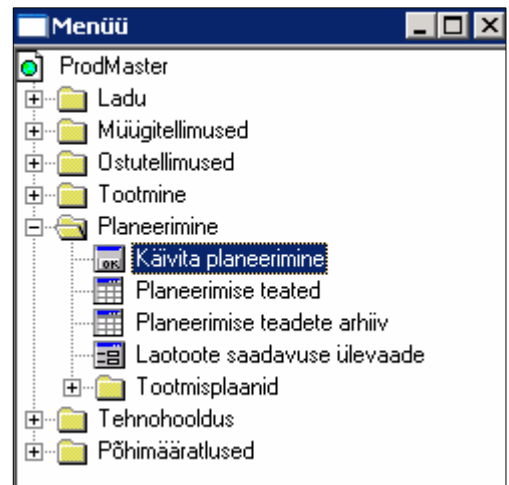 Menüü
ProdMaster
Ladu
Müügitellimused
Ostutellimused
Tootmine
Planeerimine
Käivita planeerimine
Planeerimise teated
Planeerimise teadete arhiiv
Laotoote saadavuse ülevaade
Tootmisplaanid
Tehnohooldus
Põhimääratlused